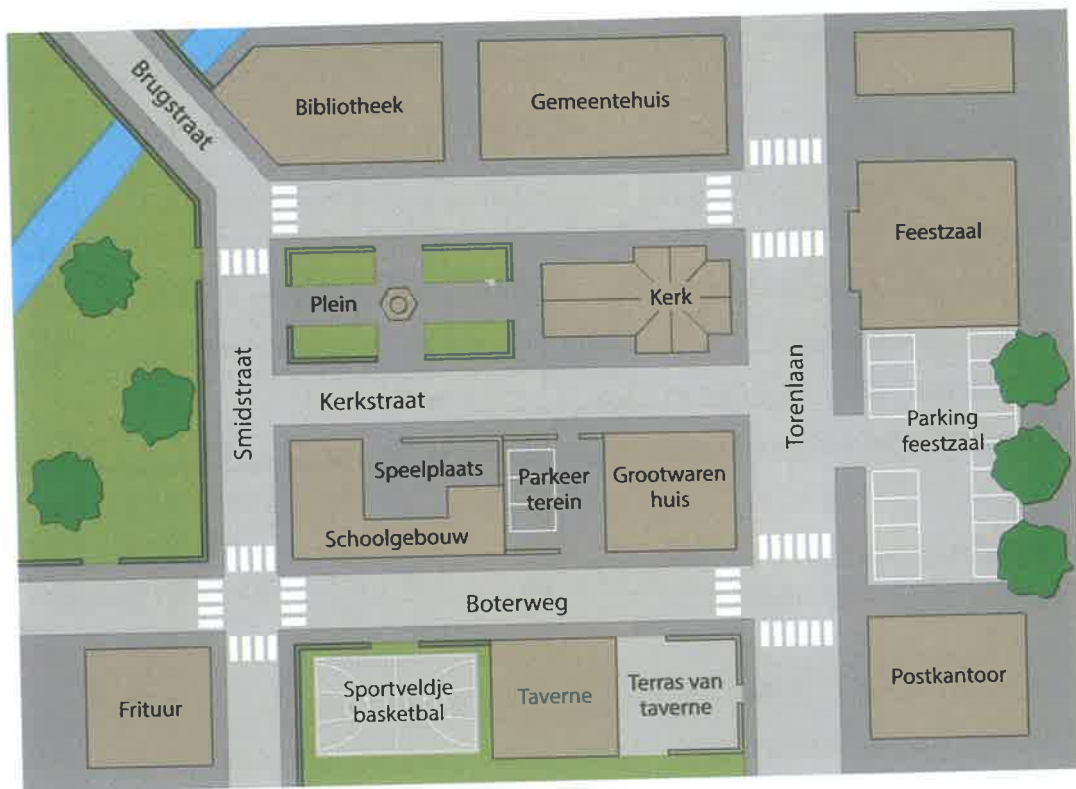 Brugstraat
Bibliotheek
Gemeentehuis
Feestzaal
Plein
Kerk
Smidstraat
Kerkstraat
Torenlaan
Parking
feestzaal
Speelplaats
Parkeer
terein
Grootwaren
huis
Schoolgebouw
Boterweg
Frituur
Sportveldje
basketbal
Taverne
Terras van
taverne
Postkantoor